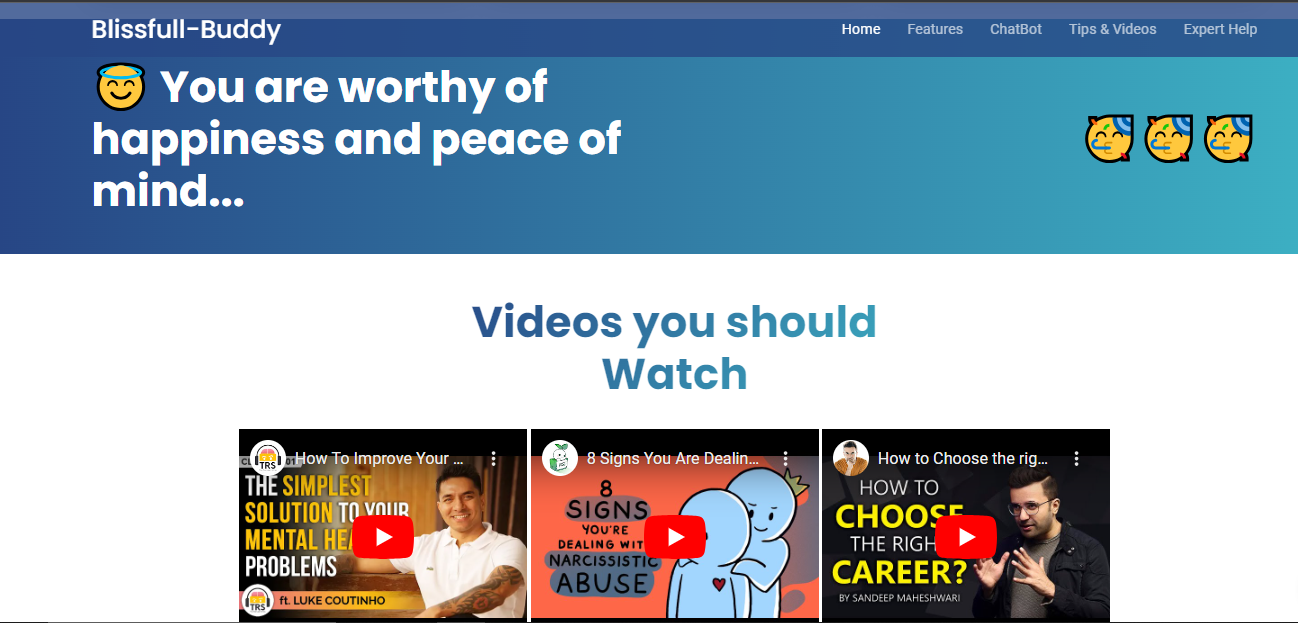 Blissfull-Buddy
Home Features ChatBot Tips & Videos Expert Help
You are worthy of
happiness and peace of
mind...
Videos you should
Watch
How To Improve Your ...
TRS
THE SIMPLEST
SOLUTION TO YOUR
MENTAL HEA
PROBLEMS
TRS
ft. LUKE COUTINHO
8 Signs You Are Dealin...
8
SIGNS
YOU'RE
DEALING WIT
NARCISSISTIC
ABUSE
How to Choose the rig...
HOW TO
CHOOSE
THE RIGH
CAREER?
BY SANDEEP MAHESHWARI